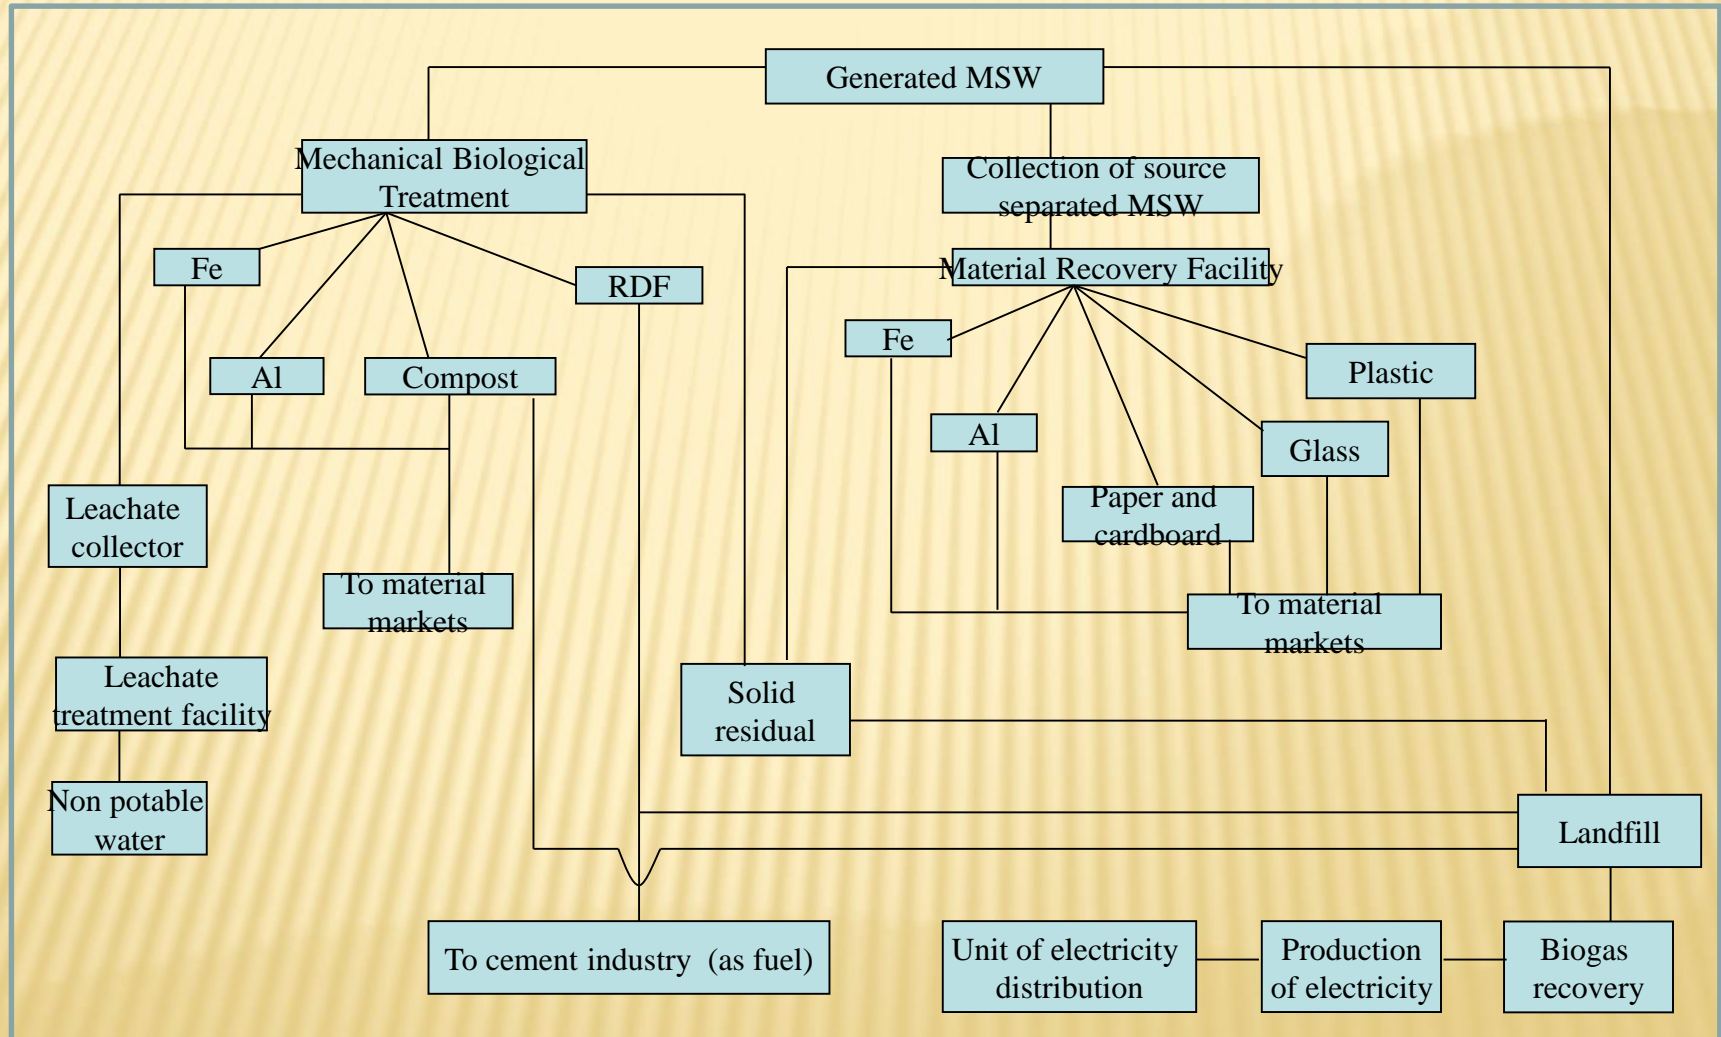 Generated MSW
Mechanical Biological
Treatment
Collection of source
separated MSW
Fe
RDF
Material Recovery Facility
Fe
Al
Compost
Plastic
Al
Glass
Leachate
collector
Paper and
cardboard
To material
markets
To material
markets
Leachate
treatment facility
Solid
residual
Non potable
water
Landfill
To cement industry (as fuel)
Unit of electricity
distribution
Production
of electricity
Biogas
recovery